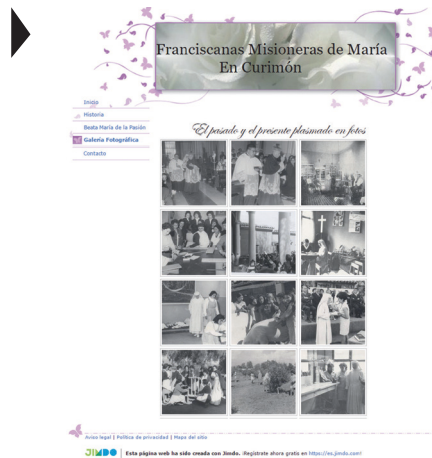 Franciscanas Misioneras de María
En Curimón
Inicio
Historia
Beata María de la Pasión
Galería Fotográfica
Contacto
El pasado y el presente plasmado en fotos
Aviso legal | Política de privacidad | Mapa del sitio
JIMDO | Esta página web ha sido creada con Jimdo. ¡Regístrate ahora gratis en https://es.jimdo.com!